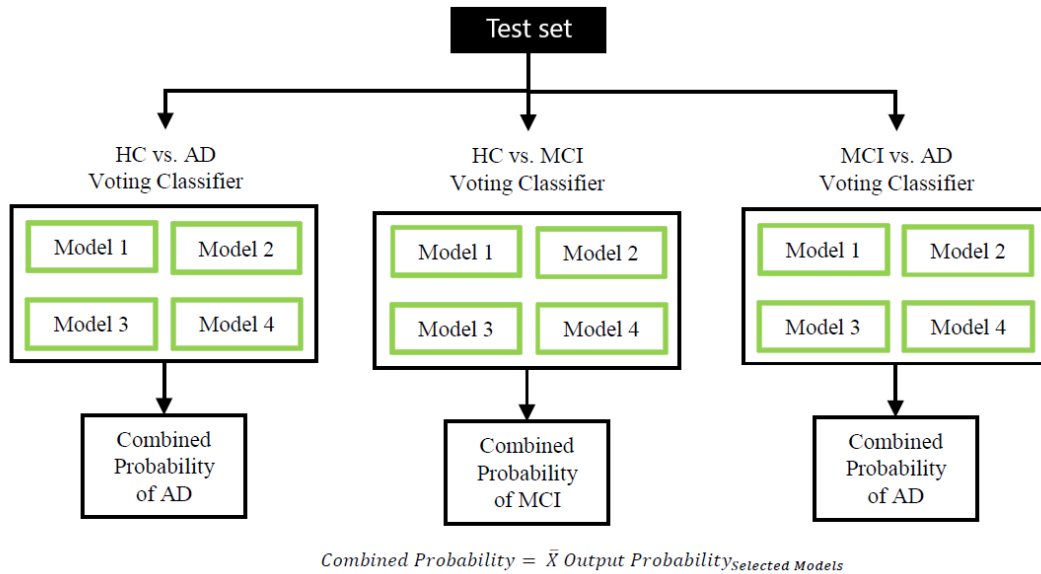 Test set
HC vs. AD
Voting Classifier
Model 1
Model 2
Model 3
Model 4
Combined
Probability
of AD
HC vs. MCI
Voting Classifier
Model 1
Model 2
Model 3
Model 4
Combined
Probability
of MCI
MCI vs. AD
Voting Classifier
Model 1
Model 2
Model 3
Model 4
Combined
Probability
of AD
Combined Probability = X̄ Output Probability Selected Models